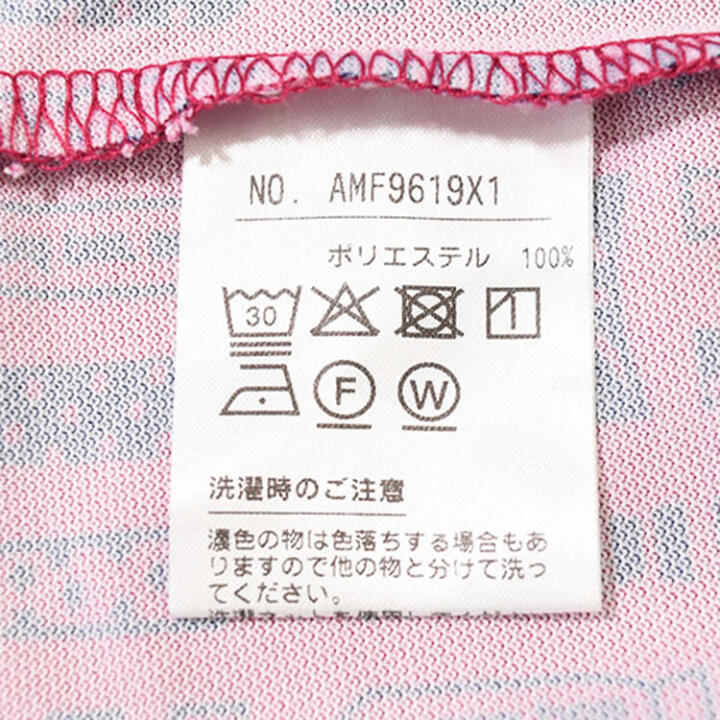 NO. AMF9619X1
ポリエステル 100%
30
F W
洗濯時のご注意
濃色の物は色落ちする場合もあ
りますので他の物と分けて洗っ
てください。